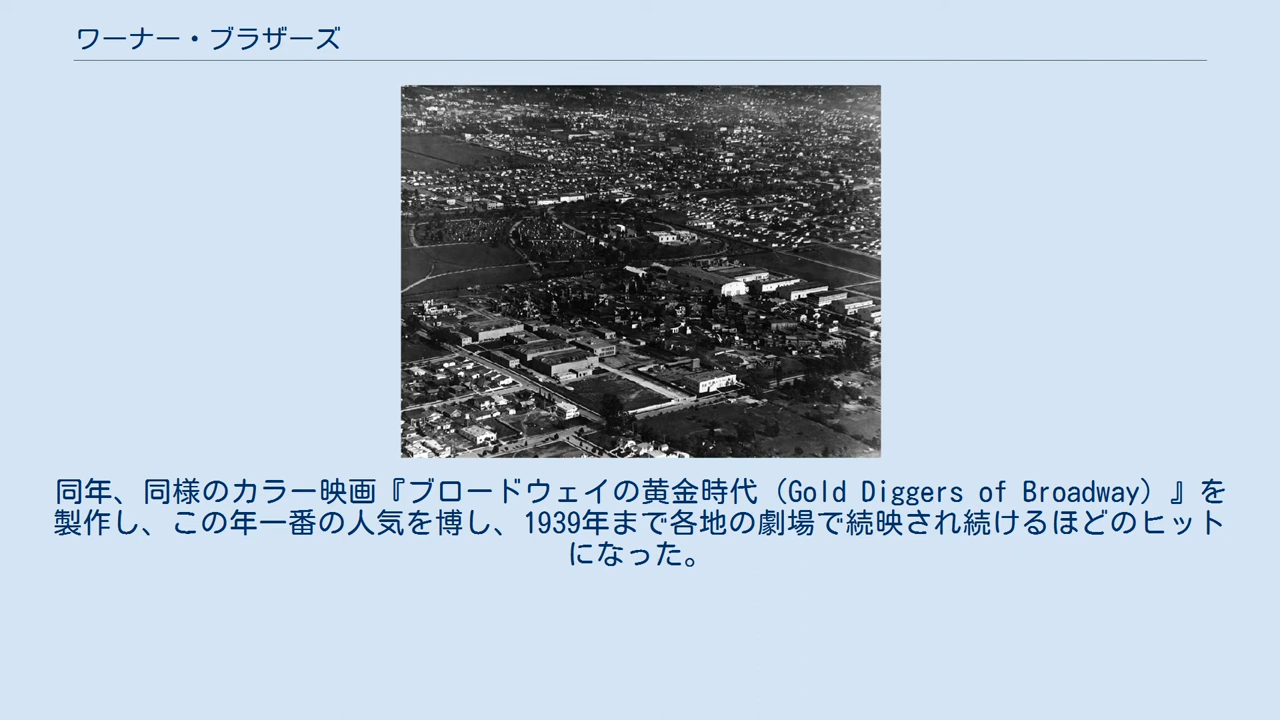 ワーナー・ブラザーズ
同年、同様のカラー映画『ブロードウェイの黄金時代（Gold Diggers of Broadway）』を
製作し、この年一番の人気を博し、1939年まで各地の劇場で続映され続けるほどのヒット
になった。